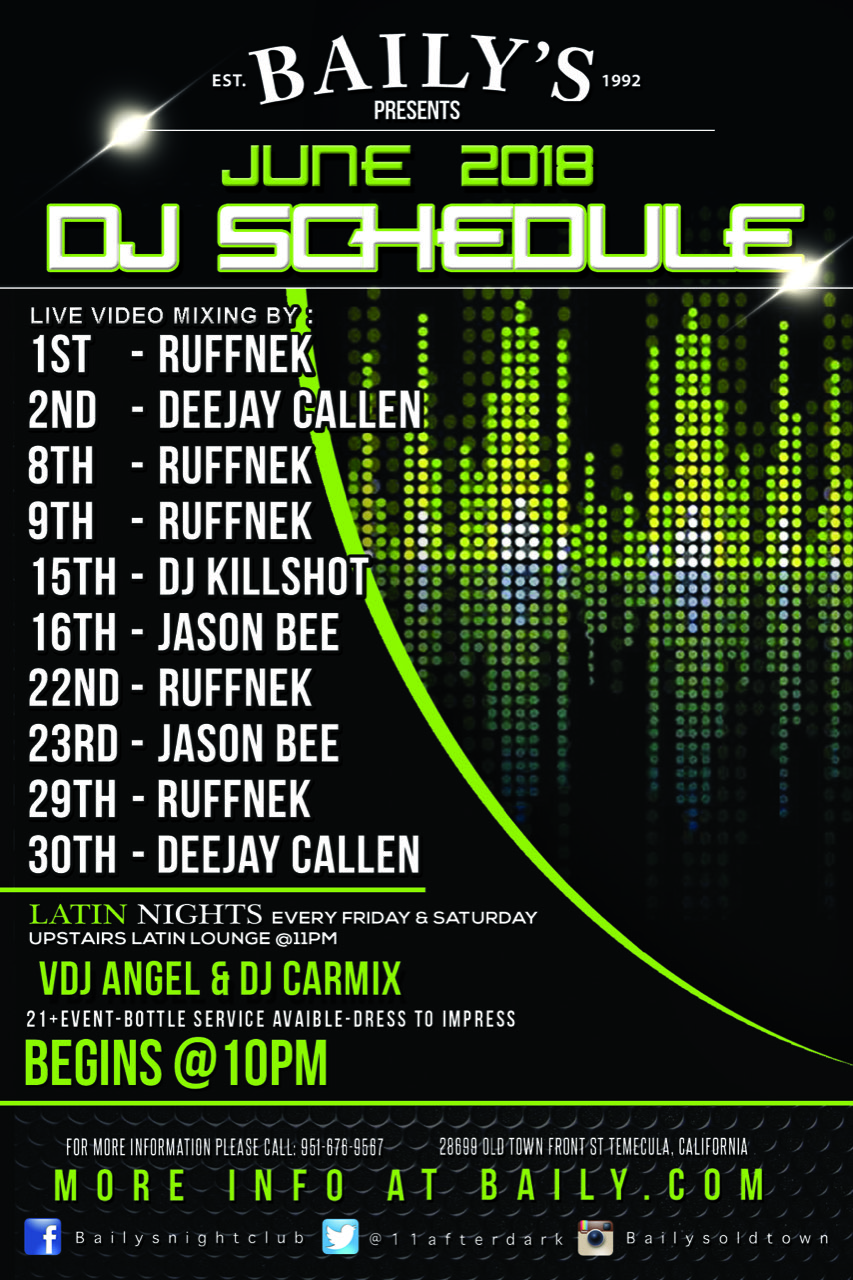 EST. BAILY'S 1992
PRESENTS
JUNE 2018
DJ SCHEDULE
LIVE VIDEO MIXING BY :
1ST - RUFFNEK
2ND - DEEJAY CALLEN
8TH - RUFFNEK
9TH - RUFFNEK
15TH - DJ KILLSHOT
16TH - JASON BEE
22ND - RUFFNEK
23RD - JASON BEE
29TH - RUFFNEK
30TH - DEEJAY CALLEN
LATIN NIGHTS EVERY FRIDAY & SATURDAY
UPSTAIRS LATIN LOUNGE @11PM
VDJ ANGEL & DJ CARMIX
21+EVENT-BOTTLE SERVICE AVAIBLE-DRESS TO IMPRESS
BEGINS @10PM
FOR MORE INFORMATION PLEASE CALL: 951-676-9567 28699 OLD TOWN FRONT ST TEMECULA, CALIFORNIA
MORE INFO AT BAILY.COM
f Bailysnightclub @11afterdark Bailysoldtown